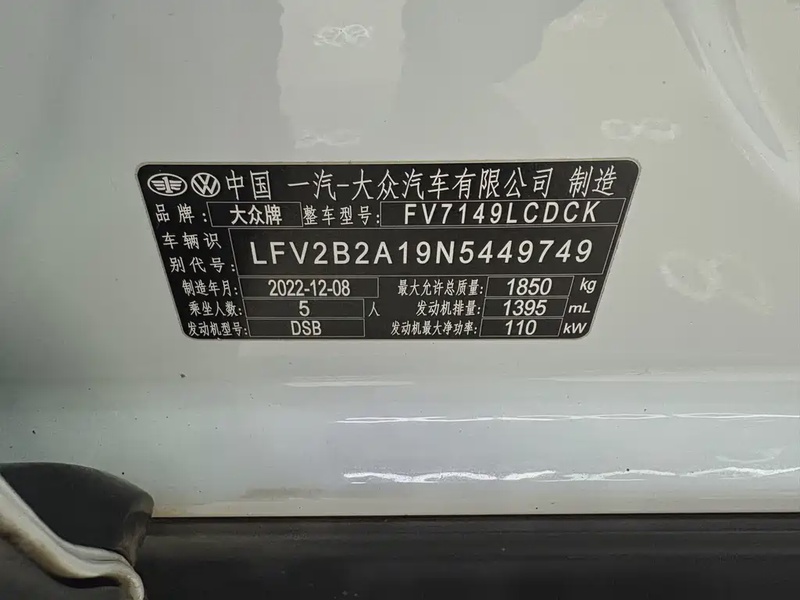 中国 一汽-大众汽车有限公司 制造
品牌: 大众牌 整车型号: FV7149LCDCK
车辆识别代号: LFV2B2A19N5449749
制造年月: 2022-12-08 最大允许总质量: 1850 kg
乘坐人数: 5 人 发动机排量: 1395 mL
发动机型号: DSB 发动机最大净功率: 110 kW